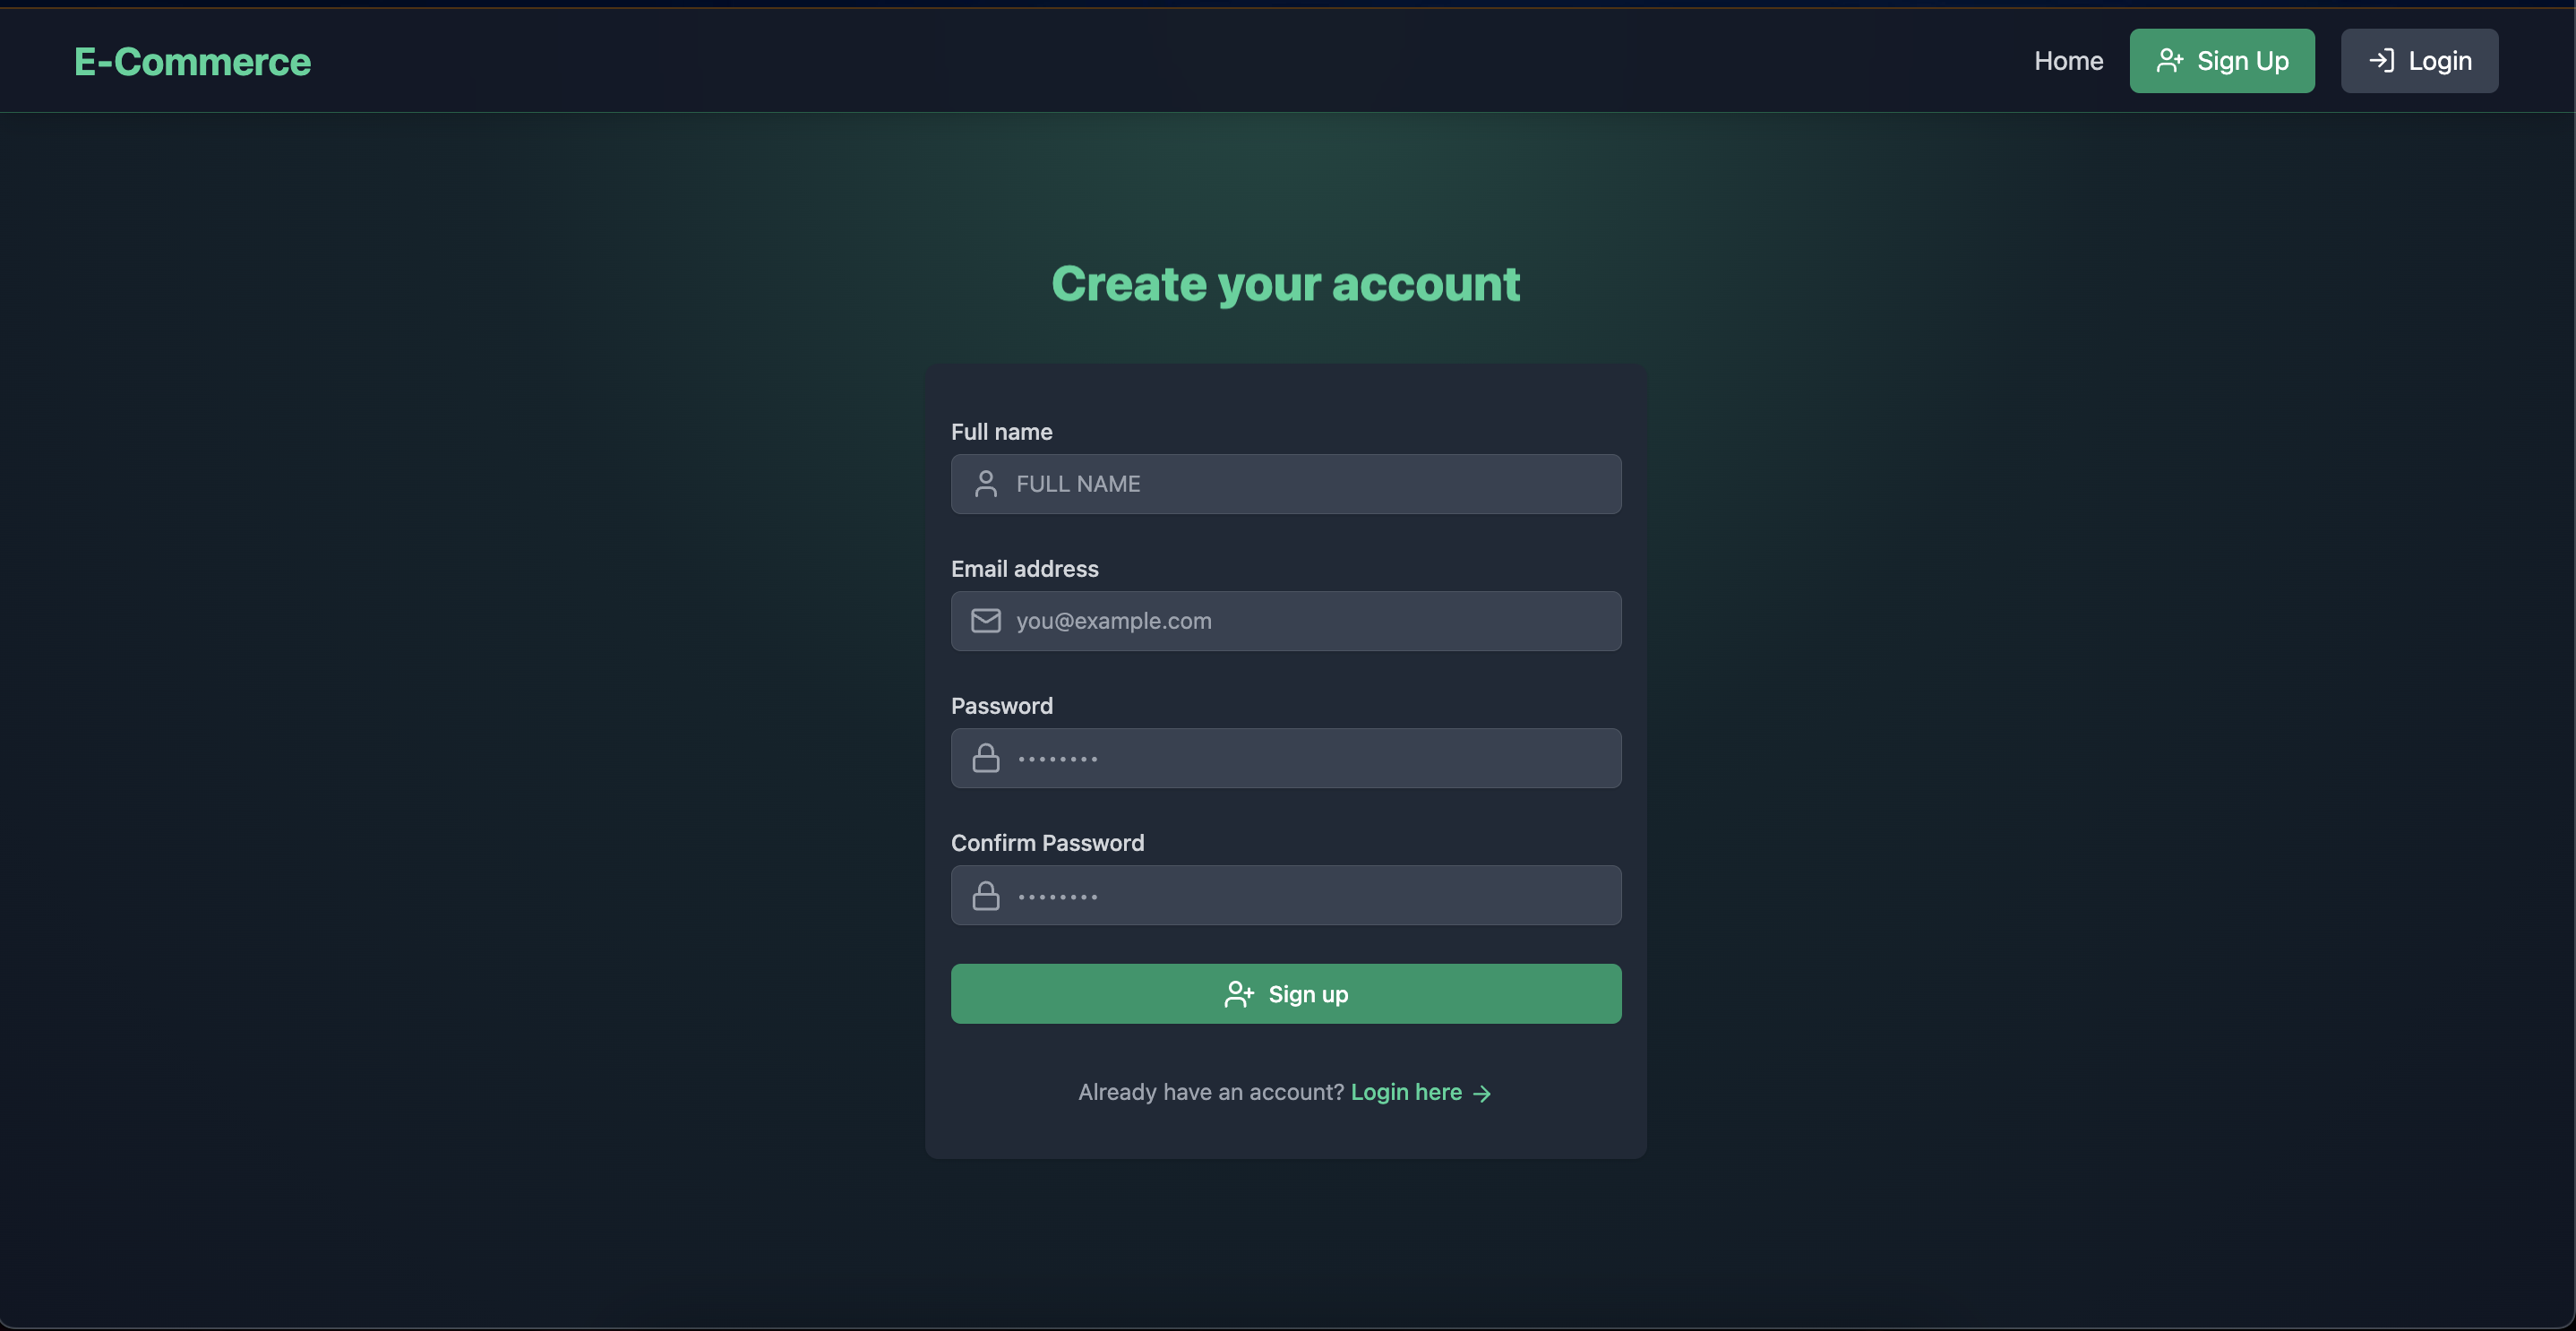 E-Commerce
Home
Sign Up
Login
Create your account
Full name
FULL NAME
Email address
you@example.com
Password
••••••••
Confirm Password
••••••••
Sign up
Already have an account? Login here →